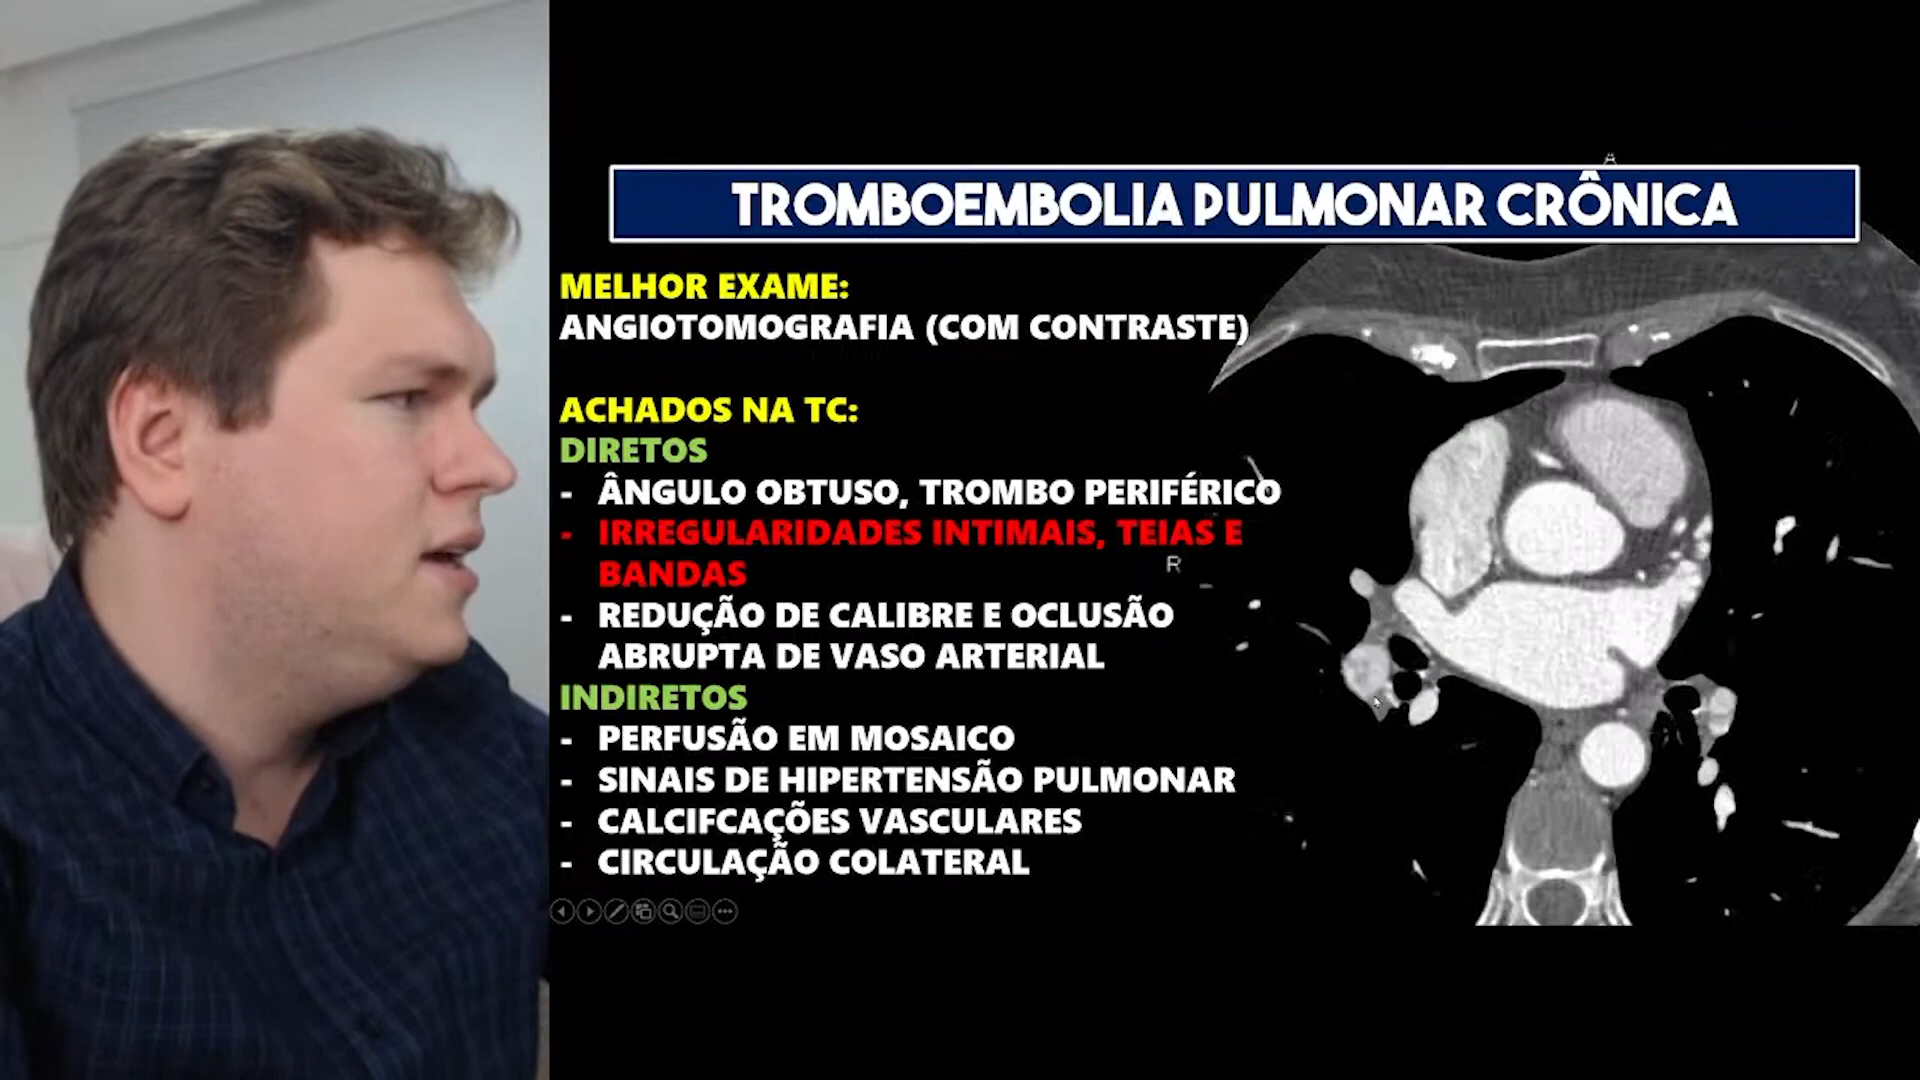 TROMBOEMBOLIA PULMONAR CRÔNICA
MELHOR EXAME:
ANGIOTOMOGRAFIA (COM CONTRASTE)
ACHADOS NA TC:
DIRETOS
- ÂNGULO OBTUSO, TROMBO PERIFÉRICO
- IRREGULARIDADES INTIMAIS, TEIAS E
BANDAS
- REDUÇÃO DE CALIBRE E OCLUSÃO
ABRUPTA DE VASO ARTERIAL
INDIRETOS
- PERFUSÃO EM MOSAICO
- SINAIS DE HIPERTENSÃO PULMONAR
- CALCIFCAÇÕES VASCULARES
- CIRCULAÇÃO COLATERAL
A
R